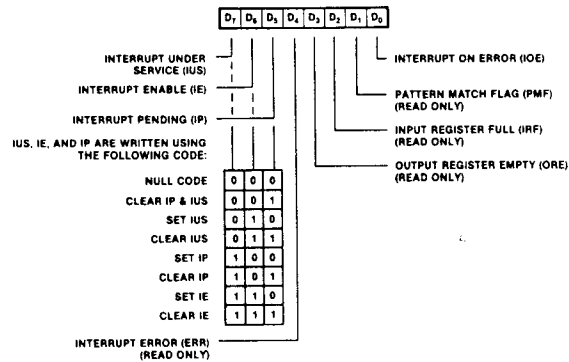 D7 D6 D5 D4 D3 D2 D1 D0
INTERRUPT UNDER
SERVICE (IUS)
INTERRUPT ENABLE (IE)
INTERRUPT PENDING (IP)
IUS, IE, AND IP ARE WRITTEN USING
THE FOLLOWING CODE:
NULL CODE 0 0 0
CLEAR IP & IUS 0 0 1
SET IUS 0 1 0
CLEAR IUS 0 1 1
SET IP 1 0 0
CLEAR IP 1 0 1
SET IE 1 1 0
CLEAR IE 1 1 1
INTERRUPT ERROR (ERR)
(READ ONLY)
INTERRUPT ON ERROR (IOE)
PATTERN MATCH FLAG (PMF)
(READ ONLY)
INPUT REGISTER FULL (IRF)
(READ ONLY)
OUTPUT REGISTER EMPTY (ORE)
(READ ONLY)